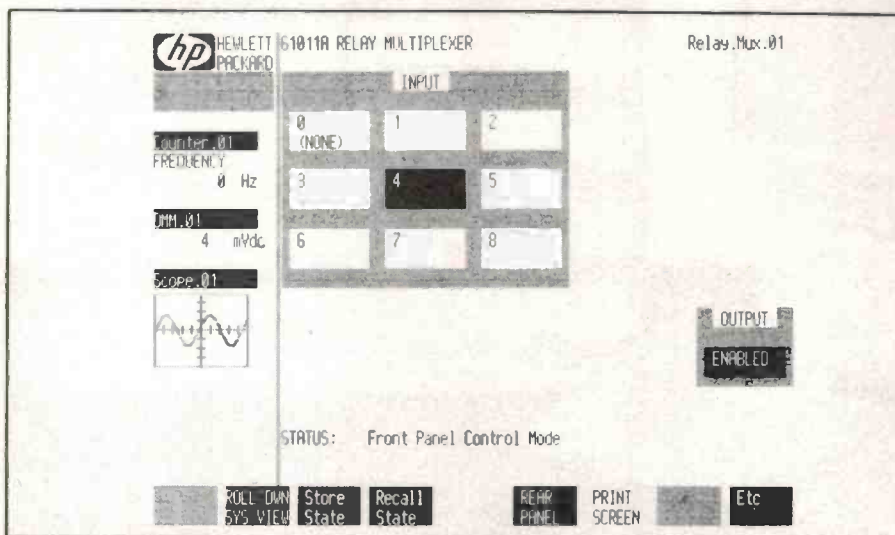 hp
HEWLETT
PACKARD
61011A RELAY MULTIPLEXER
Relay.Mux.01
INPUT
0
(NONE)
1
2
3
4
5
6
7
8
Counter.01
FREQUENCY
0 Hz
DMM.01
4 mVdc
Scope.01
OUTPUT
ENABLED
STATUS: Front Panel Control Mode
ROLL DWN
SYS VIEW
Store
State
Recall
State
REAR
PANEL
PRINT
SCREEN
Etc